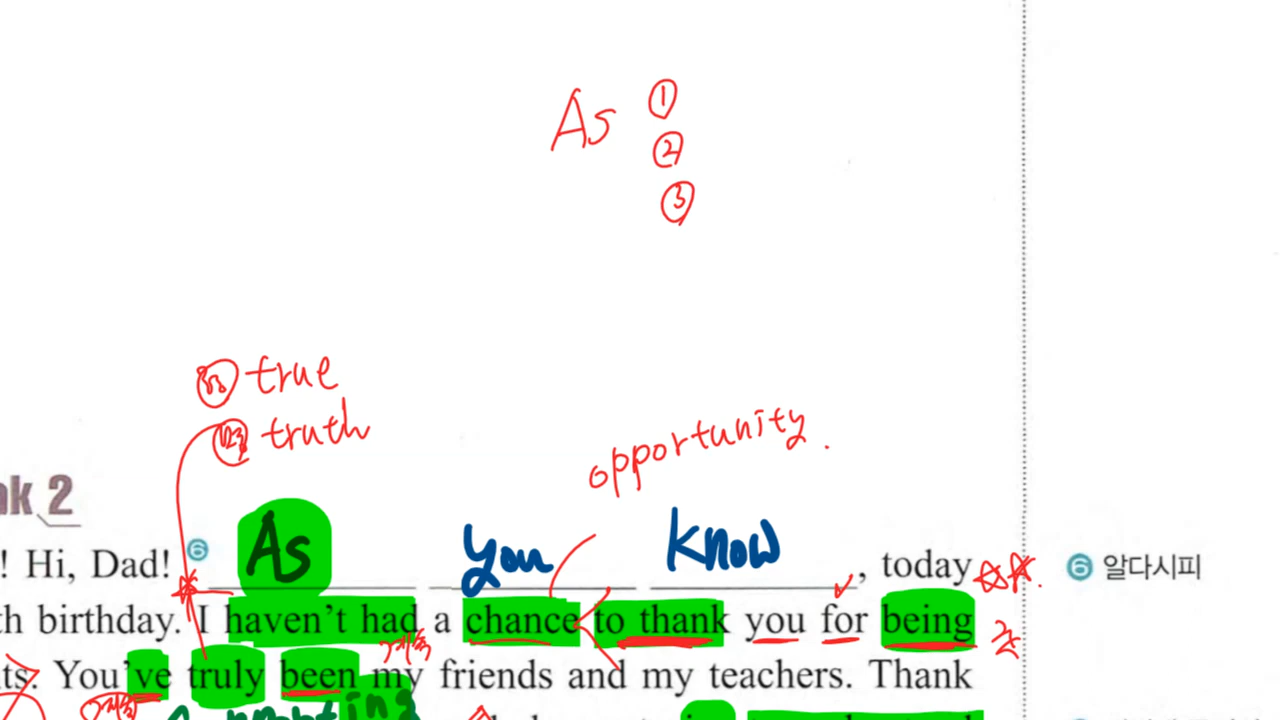 As ①
②
③
true
truth
opportunity.
nk 2
! Hi, Dad! ⑥ As you know, today
⑥ 알다시피
th birthday. I haven't had a chance to thank you for being
ts. You've truly been my friends and my teachers. Thank
ing